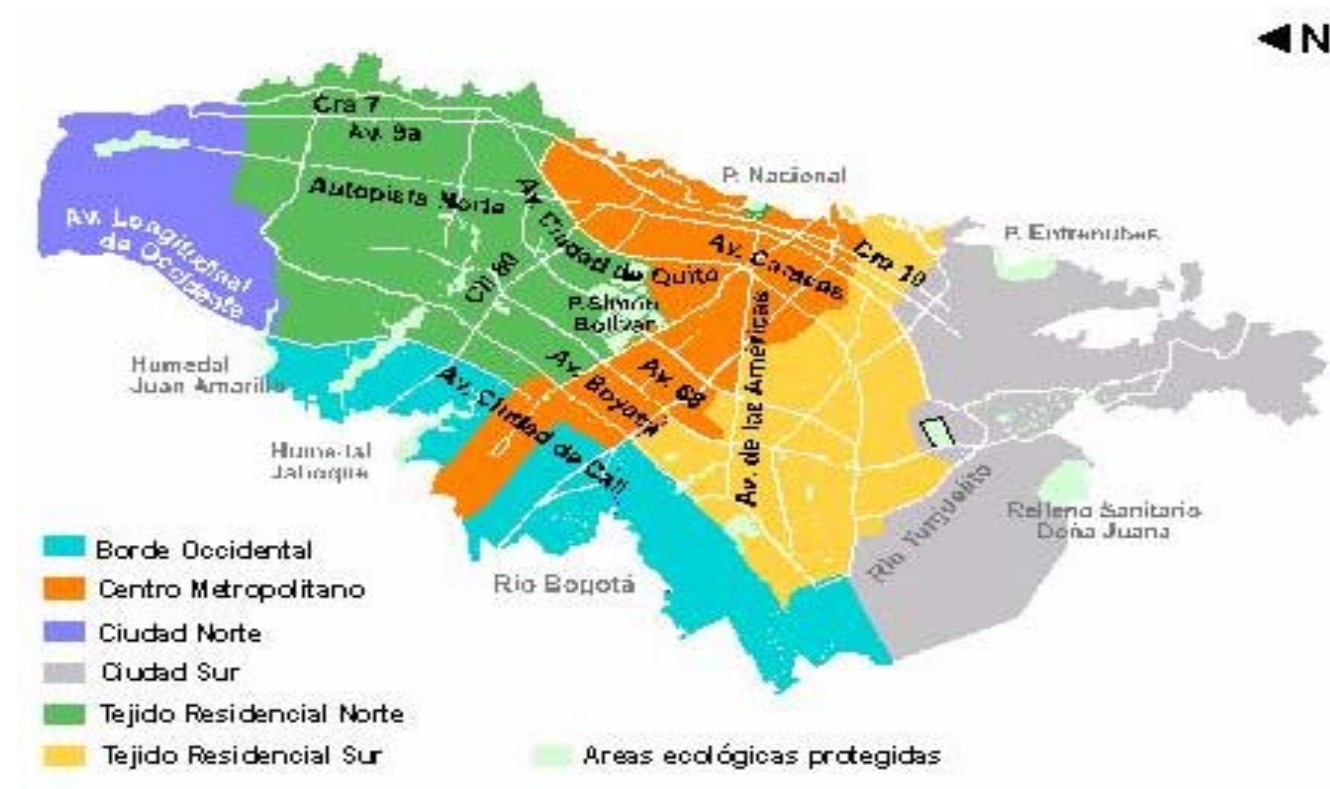 N
Cra 7
Av. 9a
Autopista Norte
Av. Ciudad de Quito
Cll 80
P. Nacional
Av. Caracas
Cra 10
P. Entrenubes
Av. Longitudinal
de Occidente
P. Simón
Bolívar
Humedal
Juan Amarillo
Av. Ciudad de Cali
Av. Boyacá
Av. 68
Av. de las Américas
Humedal
Jaboque
Río Tunjuelito
Relleno Sanitario
Doña Juana
Río Bogotá
Borde Occidental
Centro Metropolitano
Ciudad Norte
Ciudad Sur
Tejido Residencial Norte
Tejido Residencial Sur
Areas ecológicas protegidas